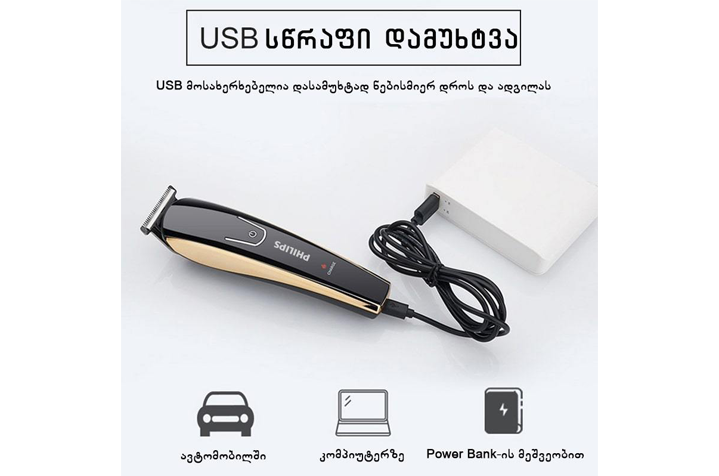 USB სწრაფი დამუხტვა
USB მოსახერხებელია დასამუხტად ნებისმიერ დროს და ადგილას
PHILIPS
ავტომობილში
კომპიუტერზე
Power Bank-ის მეშვეობით